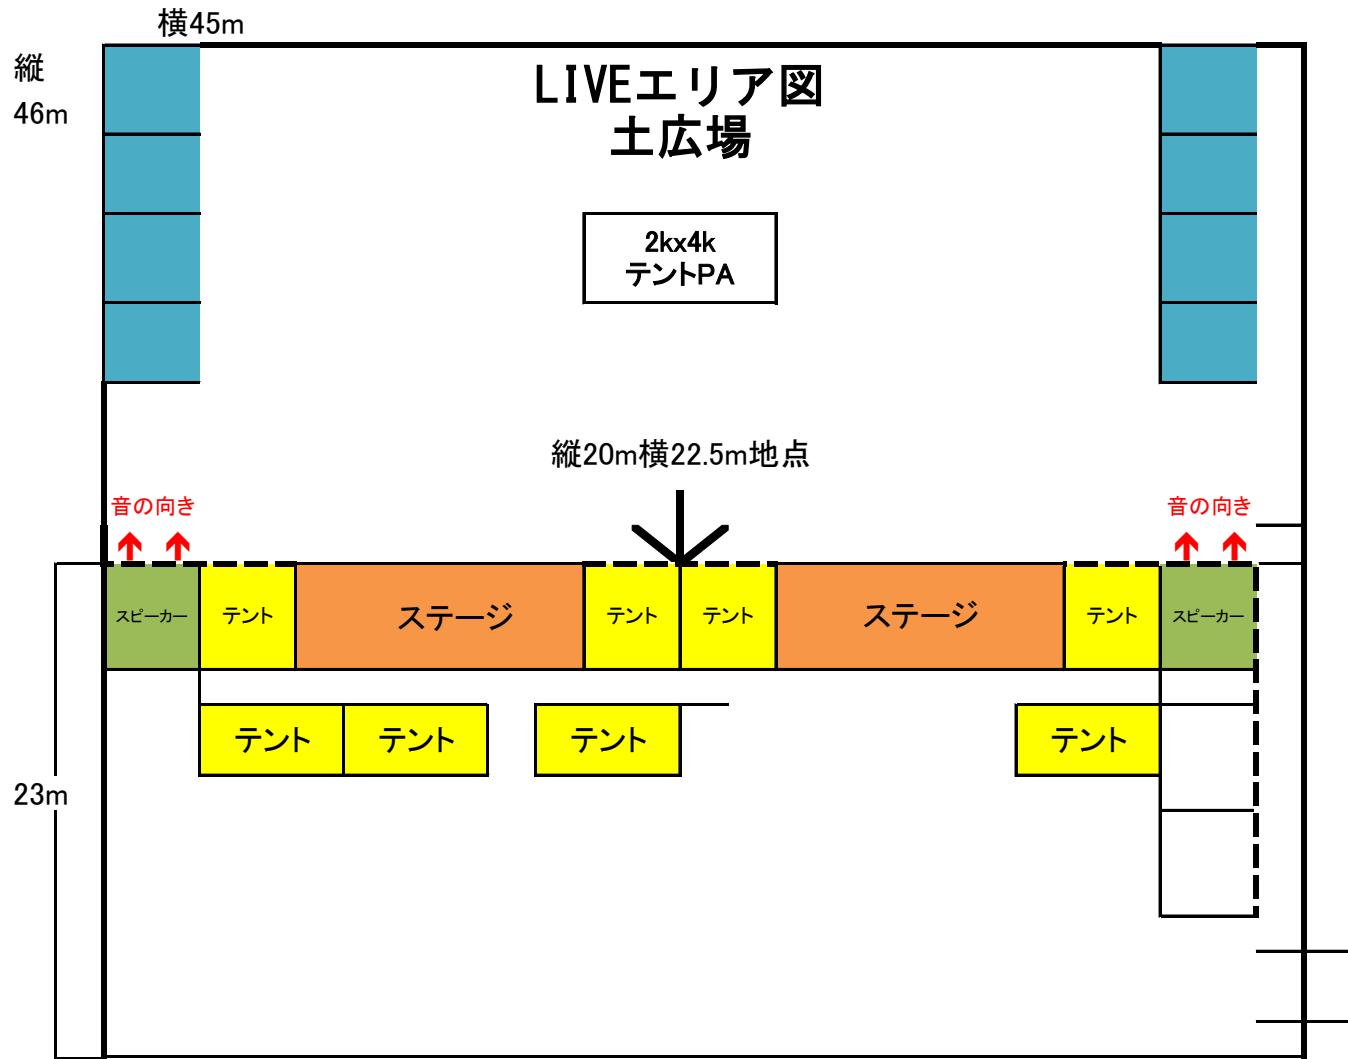 横45m
縦
46m
LIVEエリア図
土広場
2kx4k
テントPA
縦20m横22.5m地点
音の向き
音の向き
スピーカー
テント
ステージ
テント
テント
ステージ
テント
スピーカー
テント
テント
テント
テント
23m